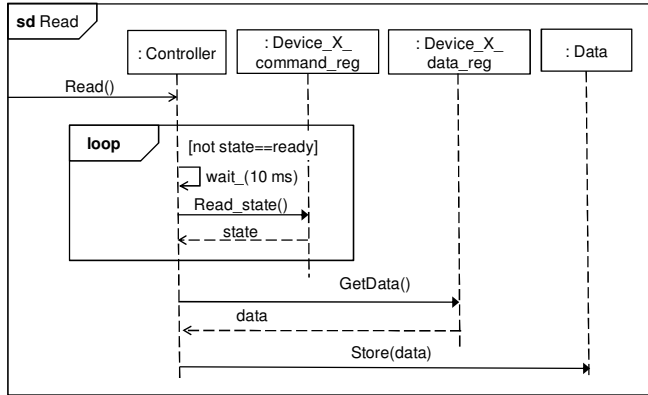 sd Read
: Controller
: Device_X_
command_reg
: Device_X_
data_reg
: Data
Read()
loop
[not state==ready]
wait_(10 ms)
Read_state()
state
GetData()
data
Store(data)